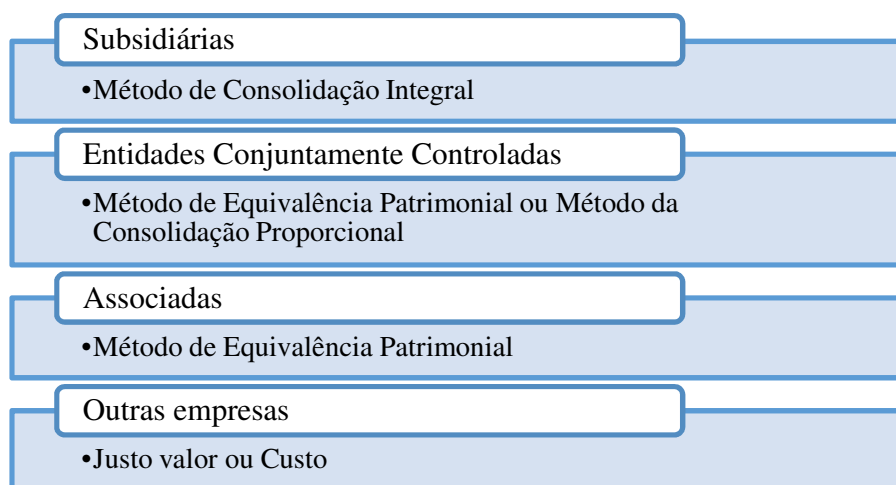 Subsidiárias
•Método de Consolidação Integral
Entidades Conjuntamente Controladas
•Método de Equivalência Patrimonial ou Método da
Consolidação Proporcional
Associadas
•Método de Equivalência Patrimonial
Outras empresas
•Justo valor ou Custo